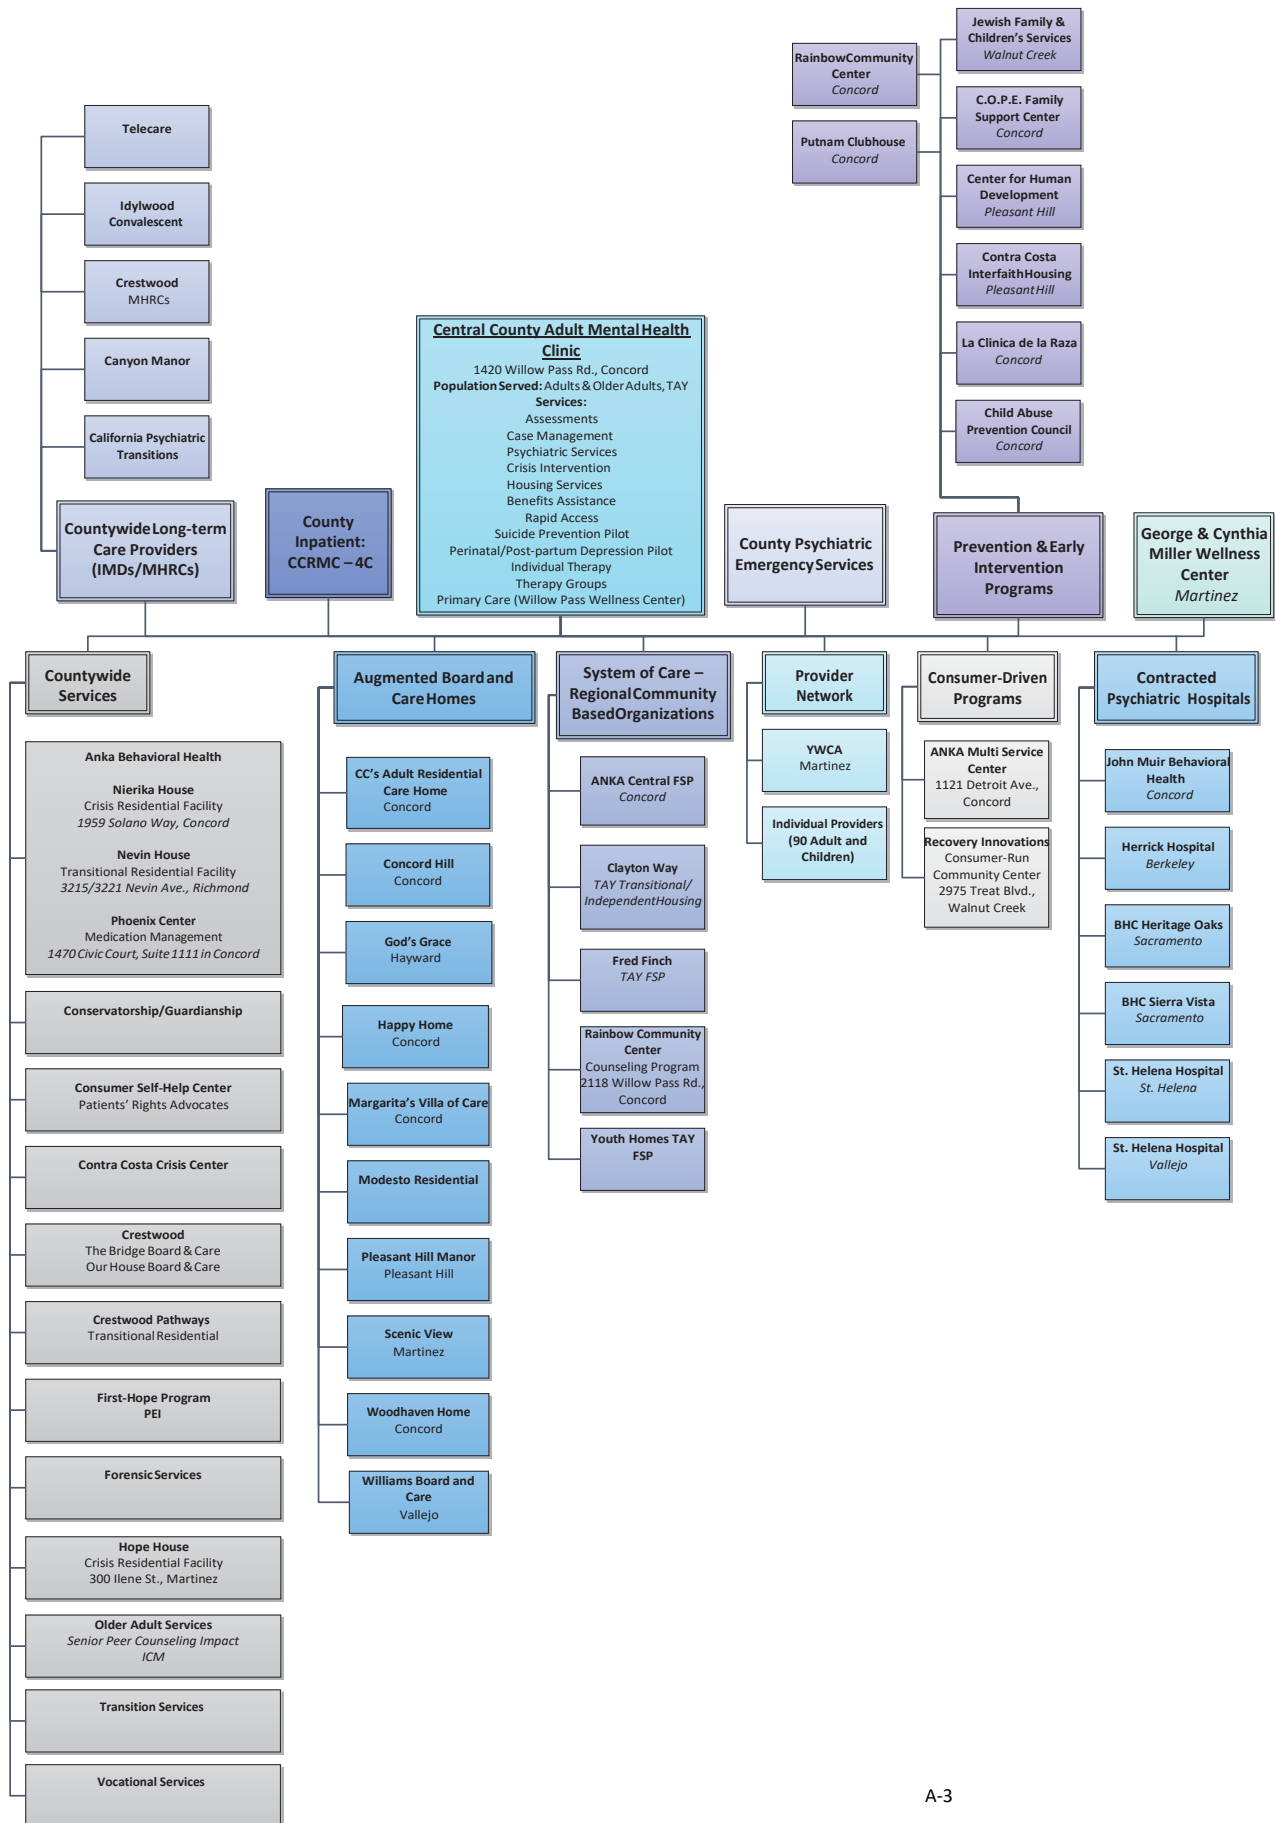 Jewish Family &
Children's Services
Walnut Creek
Rainbow Community
Center
Concord
C.O.P.E. Family
Support Center
Concord
Putnam Clubhouse
Concord
Center for Human
Development
Pleasant Hill
Contra Costa
Interfaith Housing
Pleasant Hill
La Clinica de la Raza
Concord
Child Abuse
Prevention Council
Concord
Telecare
Idylwood
Convalescent
Crestwood
MHRCs
Canyon Manor
California Psychiatric
Transitions
Countywide Long-term
Care Providers
(IMDs/MHRCs)
County
Inpatient:
CCRMC – 4C
Central County Adult Mental Health
Clinic
1420 Willow Pass Rd., Concord
Population Served: Adults & Older Adults, TAY
Services:
Assessments
Case Management
Psychiatric Services
Crisis Intervention
Housing Services
Benefits Assistance
Rapid Access
Suicide Prevention Pilot
Perinatal/Post-partum Depression Pilot
Individual Therapy
Therapy Groups
Primary Care (Willow Pass Wellness Center)
County Psychiatric
Emergency Services
Prevention & Early
Intervention
Programs
George & Cynthia
Miller Wellness
Center
Martinez
Countywide
Services
Anka Behavioral Health
Nierika House
Crisis Residential Facility
1959 Solano Way, Concord
Nevin House
Transitional Residential Facility
3215/3221 Nevin Ave., Richmond
Phoenix Center
Medication Management
1470 Civic Court, Suite 1111 in Concord
Conservatorship/Guardianship
Consumer Self-Help Center
Patients' Rights Advocates
Contra Costa Crisis Center
Crestwood
The Bridge Board & Care
Our House Board & Care
Crestwood Pathways
Transitional Residential
First-Hope Program
PEI
Forensic Services
Hope House
Crisis Residential Facility
300 Ilene St., Martinez
Older Adult Services
Senior Peer Counseling Impact
ICM
Transition Services
Vocational Services
Augmented Board and
Care Homes
CC's Adult Residential
Care Home
Concord
Concord Hill
Concord
God's Grace
Hayward
Happy Home
Concord
Margarita's Villa of Care
Concord
Modesto Residential
Pleasant Hill Manor
Pleasant Hill
Scenic View
Martinez
Woodhaven Home
Concord
Williams Board and
Care
Vallejo
System of Care –
Regional Community
Based Organizations
ANKA Central FSP
Concord
Clayton Way
TAY Transitional/
Independent Housing
Fred Finch
TAY FSP
Rainbow Community
Center
Counseling Program
2118 Willow Pass Rd.,
Concord
Youth Homes TAY
FSP
Provider
Network
YWCA
Martinez
Individual Providers
(90 Adult and
Children)
Consumer-Driven
Programs
ANKA Multi Service
Center
1121 Detroit Ave.,
Concord
Recovery Innovations
Consumer-Run
Community Center
2975 Treat Blvd.,
Walnut Creek
Contracted
Psychiatric Hospitals
John Muir Behavioral
Health
Concord
Herrick Hospital
Berkeley
BHC Heritage Oaks
Sacramento
BHC Sierra Vista
Sacramento
St. Helena Hospital
St. Helena
St. Helena Hospital
Vallejo
A-3